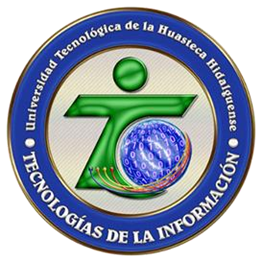 Universidad Tecnológica de la Huasteca Hidalguense
TECNOLOGÍAS DE LA INFORMACIÓN